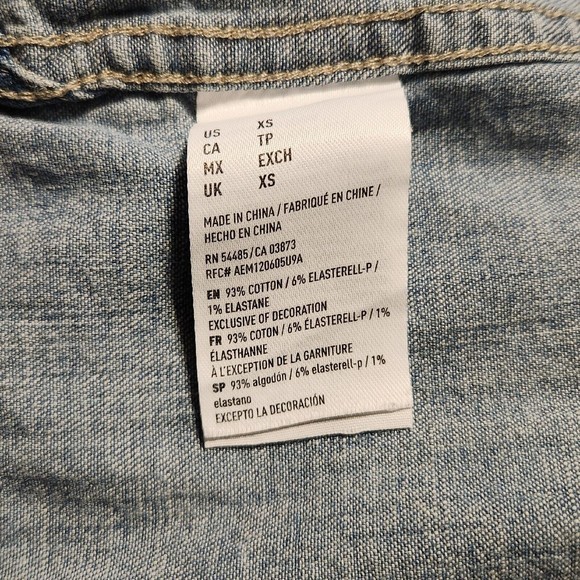 US XS
CA TP
MX EXCH
UK XS
MADE IN CHINA / FABRIQUÉ EN CHINE /
HECHO EN CHINA
RN 54485 / CA 03873
RFC# AEM120605U9A
EN 93% COTTON / 6% ELASTERELL-P /
1% ELASTANE
EXCLUSIVE OF DECORATION
FR 93% COTON / 6% ÉLASTERELL-P / 1%
ÉLASTHANNE
À L'EXCEPTION DE LA GARNITURE
SP 93% algodón / 6% elasterell-p / 1%
elastano
EXCEPTO LA DECORACIÓN